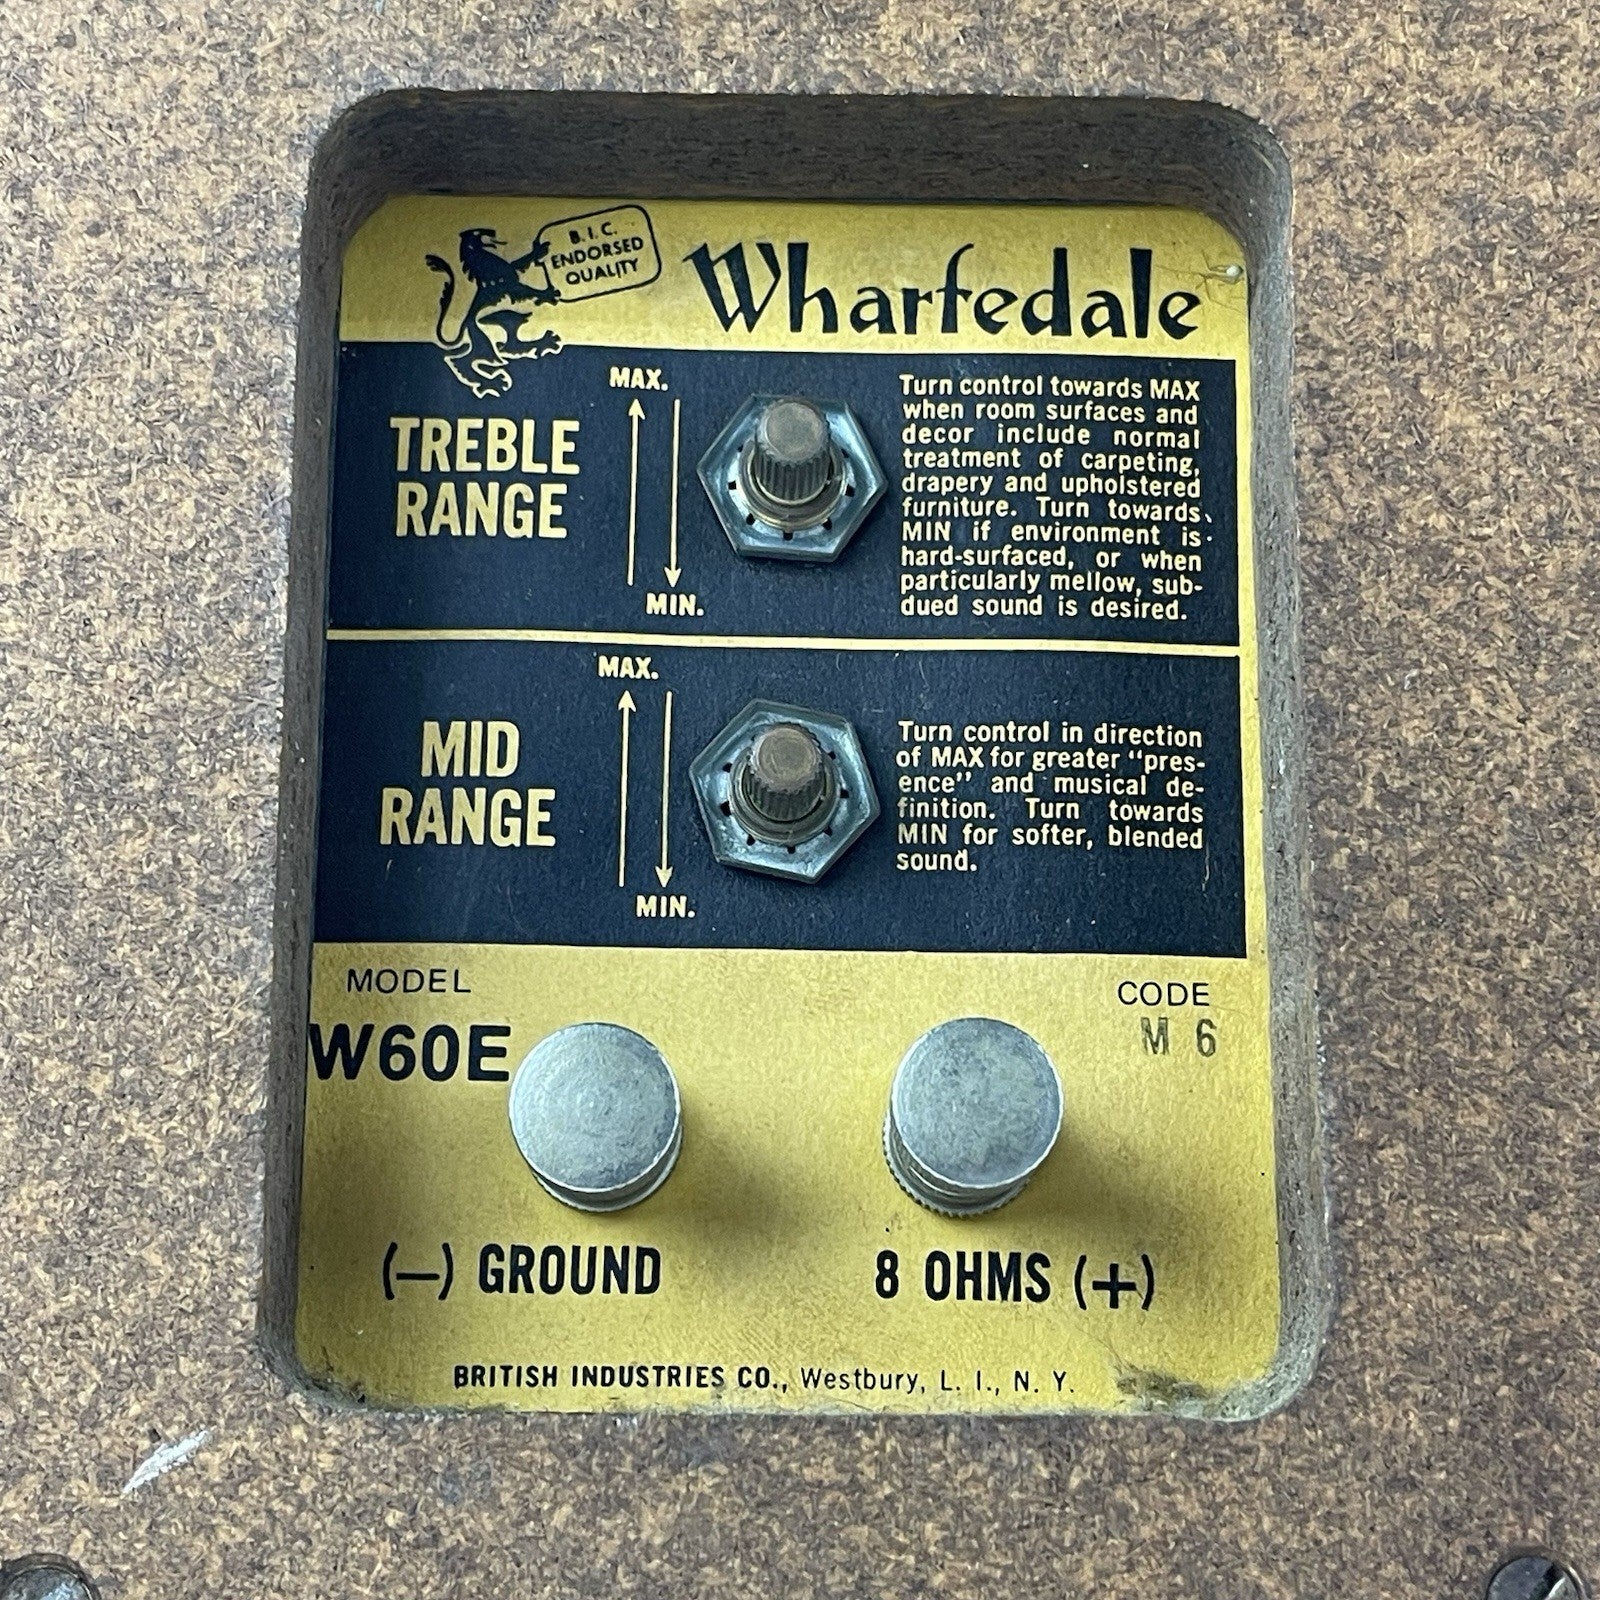 B.I.C.
ENDORSED
QUALITY
Wharfedale
TREBLE
RANGE
MAX.
MIN.
Turn control towards MAX
when room surfaces and
decor include normal
treatment of carpeting,
drapery and upholstered
furniture. Turn towards
MIN if environment is
hard-surfaced, or when
particularly mellow, sub-
dued sound is desired.
MID
RANGE
MAX.
MIN.
Turn control in direction
of MAX for greater "pres-
ence" and musical de-
finition. Turn towards
MIN for softer, blended
sound.
MODEL
W60E
CODE
M 6
(—) GROUND
8 OHMS (+)
BRITISH INDUSTRIES CO., Westbury, L. I., N. Y.